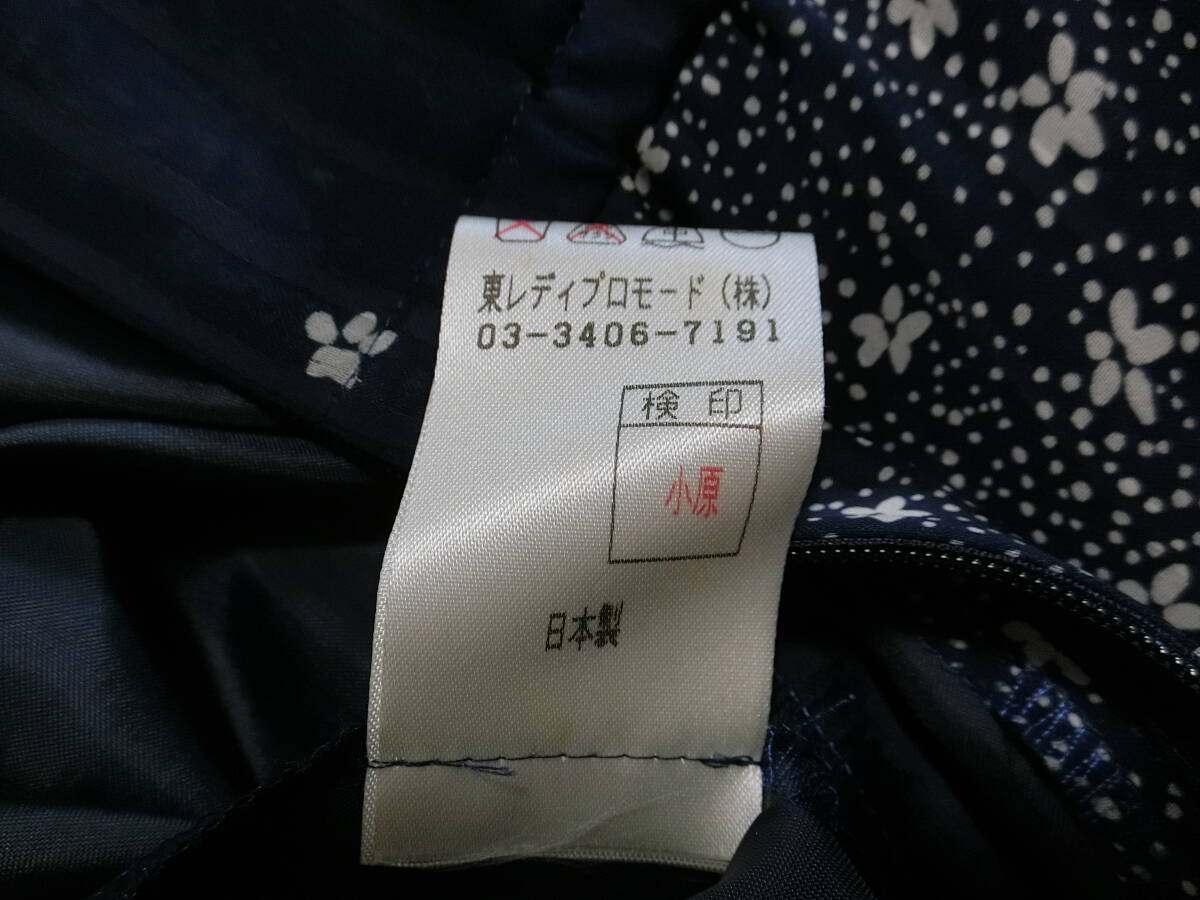 東レディプロモード（株）
03-3406-7191
検 印
小原
日本製